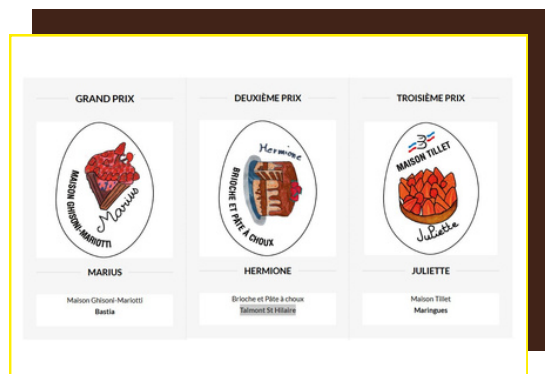 GRAND PRIX
MAISON GHISONI-MARIOTTI
Marius
MARIUS
Maison Ghisoni-Mariotti
Bastia
DEUXIÈME PRIX
Hermione
BRIOCHE ET PÂTE À CHOUX
HERMIONE
Brioche et Pâte à choux
Talmont St Hilaire
TROISIÈME PRIX
MAISON TILLET
Juliette
JULIETTE
Maison Tillet
Maringues